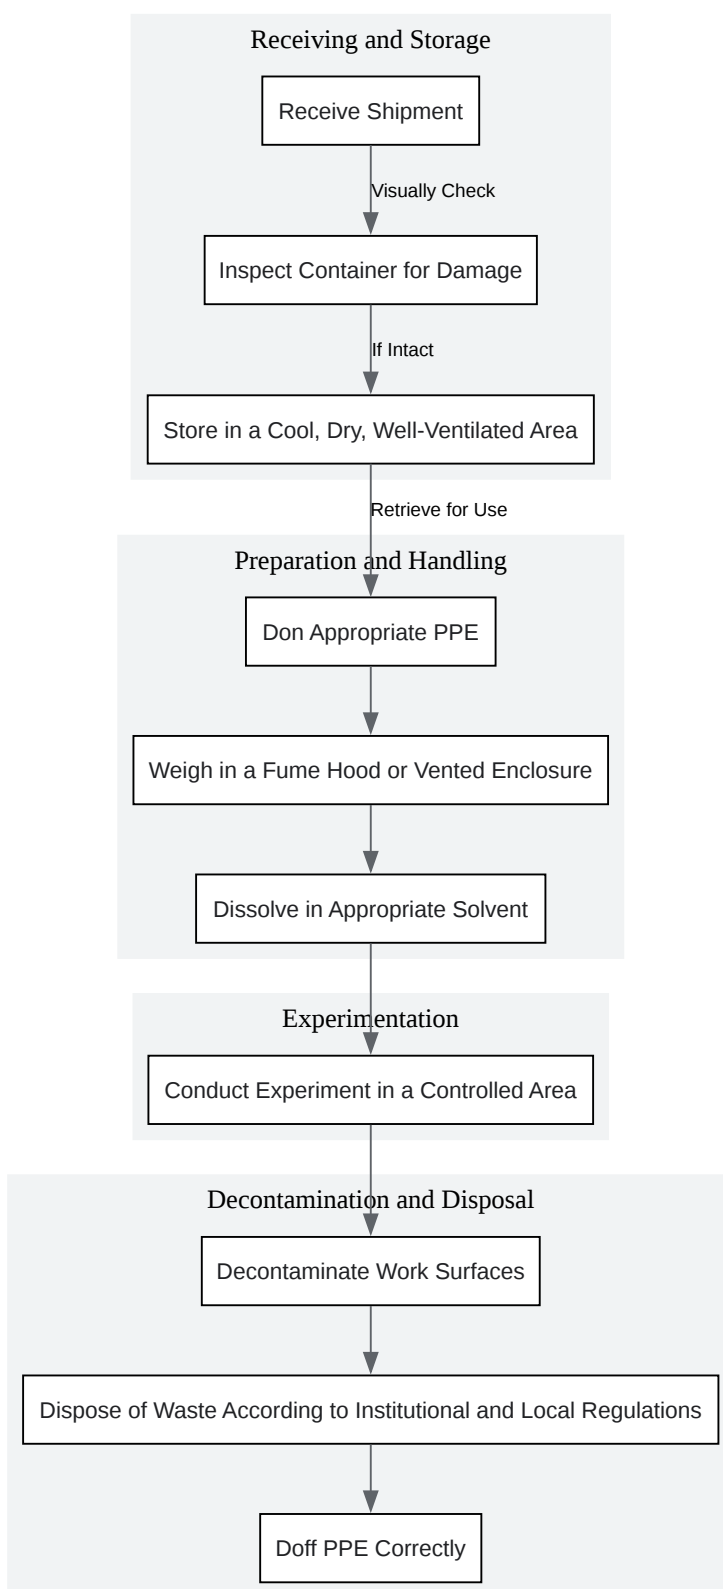 Receiving and Storage
Receive Shipment
Visually Check
Inspect Container for Damage
If Intact
Store in a Cool, Dry, Well-Ventilated Area
Retrieve for Use
Preparation and Handling
Don Appropriate PPE
Weigh in a Fume Hood or Vented Enclosure
Dissolve in Appropriate Solvent
Experimentation
Conduct Experiment in a Controlled Area
Decontamination and Disposal
Decontaminate Work Surfaces
Dispose of Waste According to Institutional and Local Regulations
Doff PPE Correctly